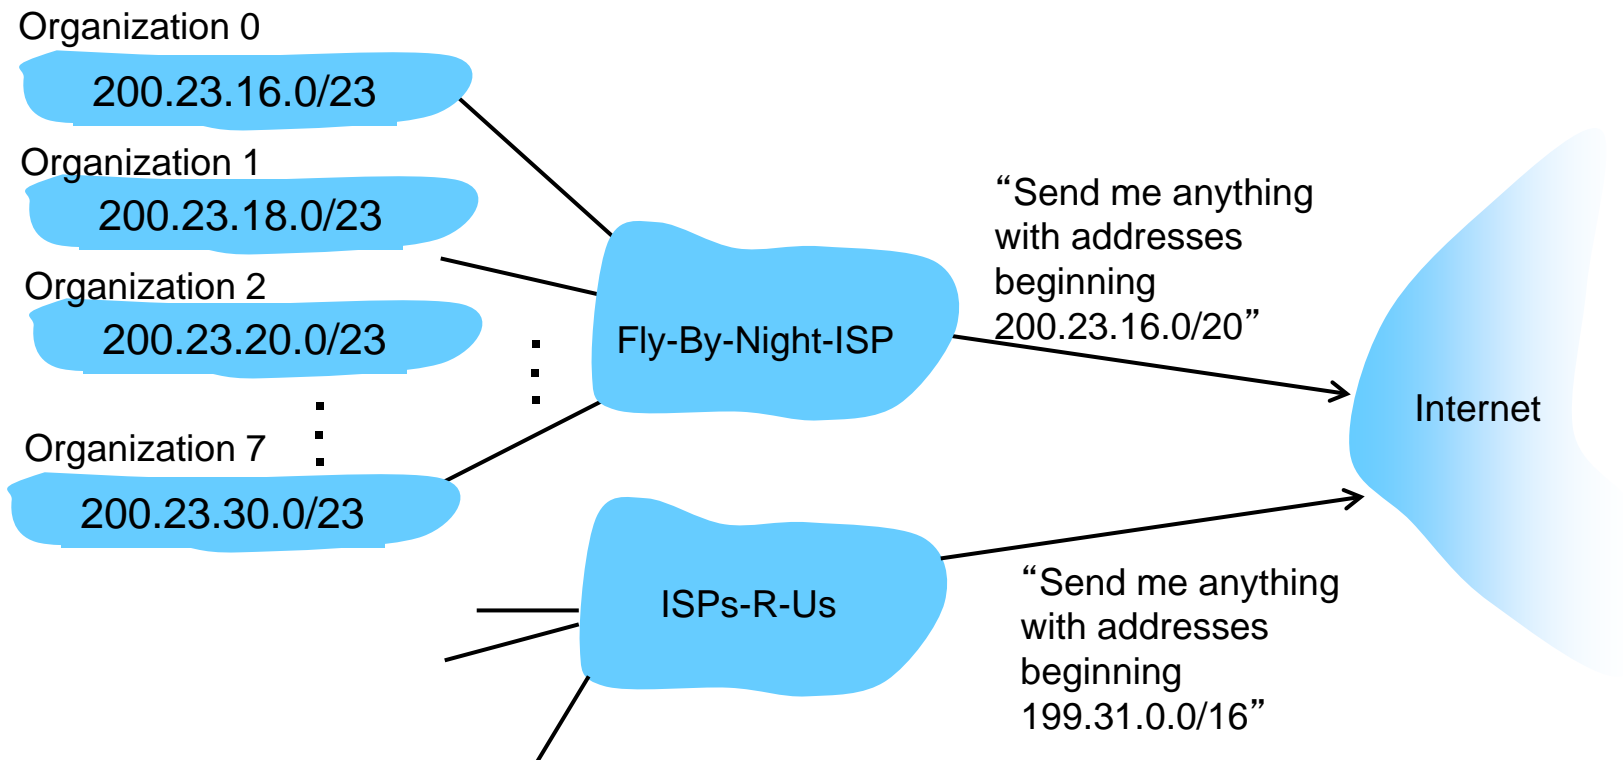 Organization 0
200.23.16.0/23
Organization 1
200.23.18.0/23
Organization 2
200.23.20.0/23
Organization 7
200.23.30.0/23
Fly-By-Night-ISP
ISPs-R-Us
“Send me anything
with addresses
beginning
200.23.16.0/20”
“Send me anything
with addresses
beginning
199.31.0.0/16”
Internet